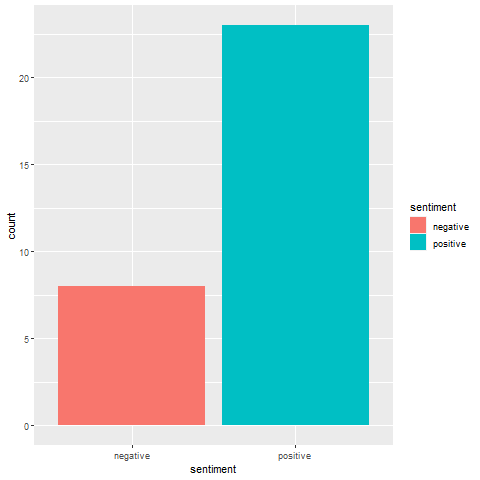 count
20
15
10
5
0
negative positive
sentiment
sentiment
negative
positive